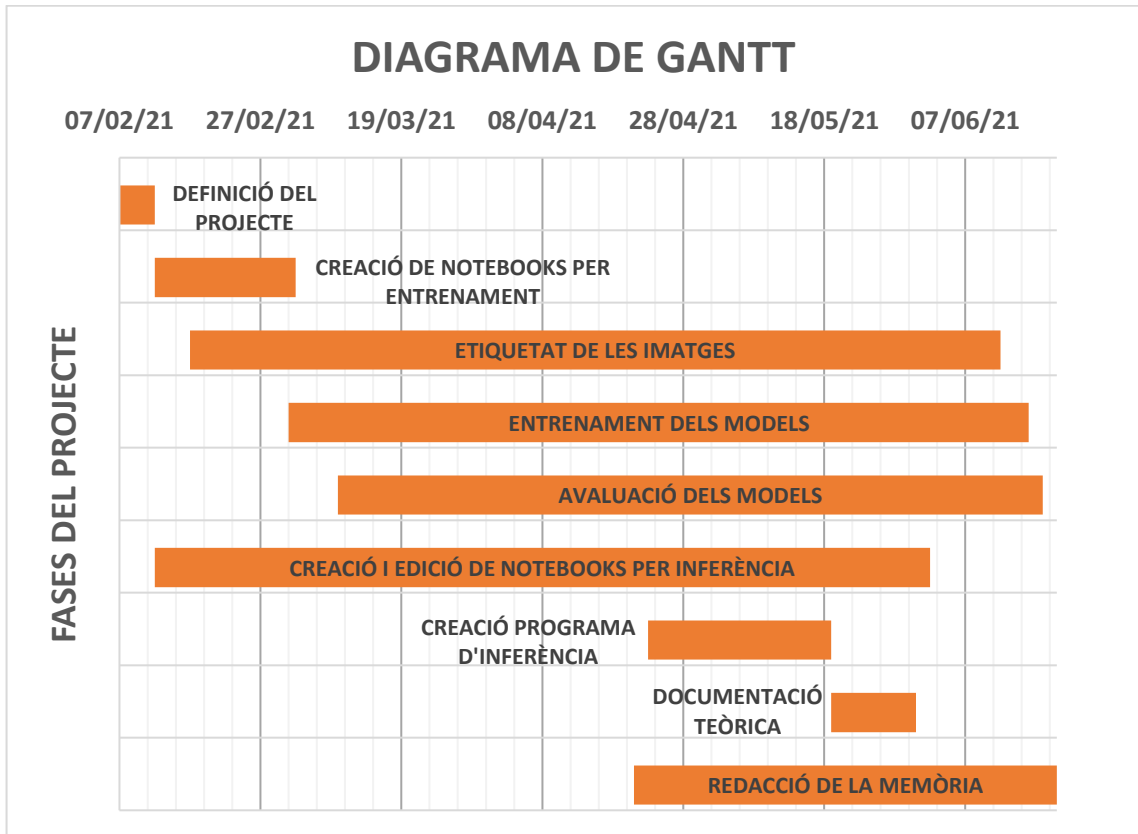 DIAGRAMA DE GANTT
07/02/21 27/02/21 19/03/21 08/04/21 28/04/21 18/05/21 07/06/21
FASES DEL PROJECTE
DEFINICIÓ DEL
PROJECTE
CREACIÓ DE NOTEBOOKS PER
ENTRENAMENT
ETIQUETAT DE LES IMATGES
ENTRENAMENT DELS MODELS
AVALUACIÓ DELS MODELS
CREACIÓ I EDICIÓ DE NOTEBOOKS PER INFERÈNCIA
CREACIÓ PROGRAMA
D'INFERÈNCIA
DOCUMENTACIÓ
TEÒRICA
REDACCIÓ DE LA MEMÒRIA